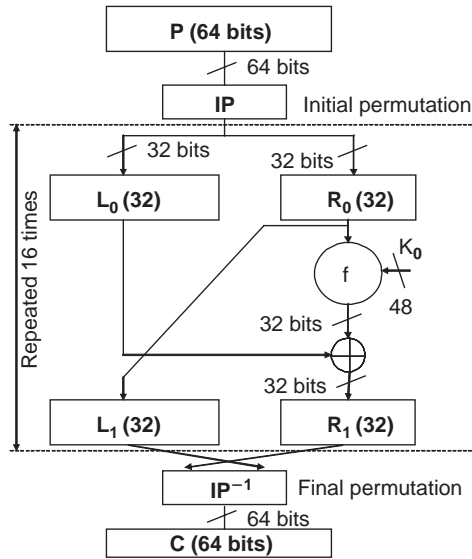 P (64 bits)
64 bits
IP
Initial permutation
32 bits
32 bits
L₀ (32)
R₀ (32)
Repeated 16 times
K₀
f
48
32 bits
32 bits
L₁ (32)
R₁ (32)
IP⁻¹
Final permutation
64 bits
C (64 bits)